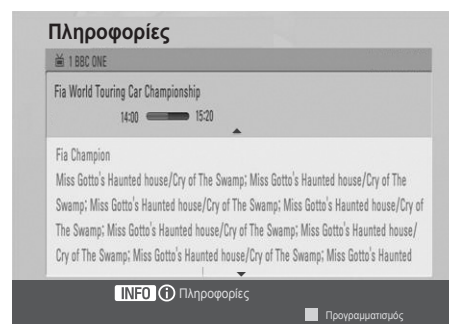 Πληροφορίες
1 BBC ONE
Fia World Touring Car Championship
14:00 15:20
Fia Champion
Miss Gotto's Haunted house/Cry of The Swamp; Miss Gotto's Haunted house/Cry of The
Swamp; Miss Gotto's Haunted house/Cry of The Swamp; Miss Gotto's Haunted house/Cry of
The Swamp; Miss Gotto's Haunted house/Cry of The Swamp; Miss Gotto's Haunted house/
Cry of The Swamp; Miss Gotto's Haunted house/Cry of The Swamp; Miss Gotto's Haunted
INFO i Πληροφορίες
Προγραμματισμός